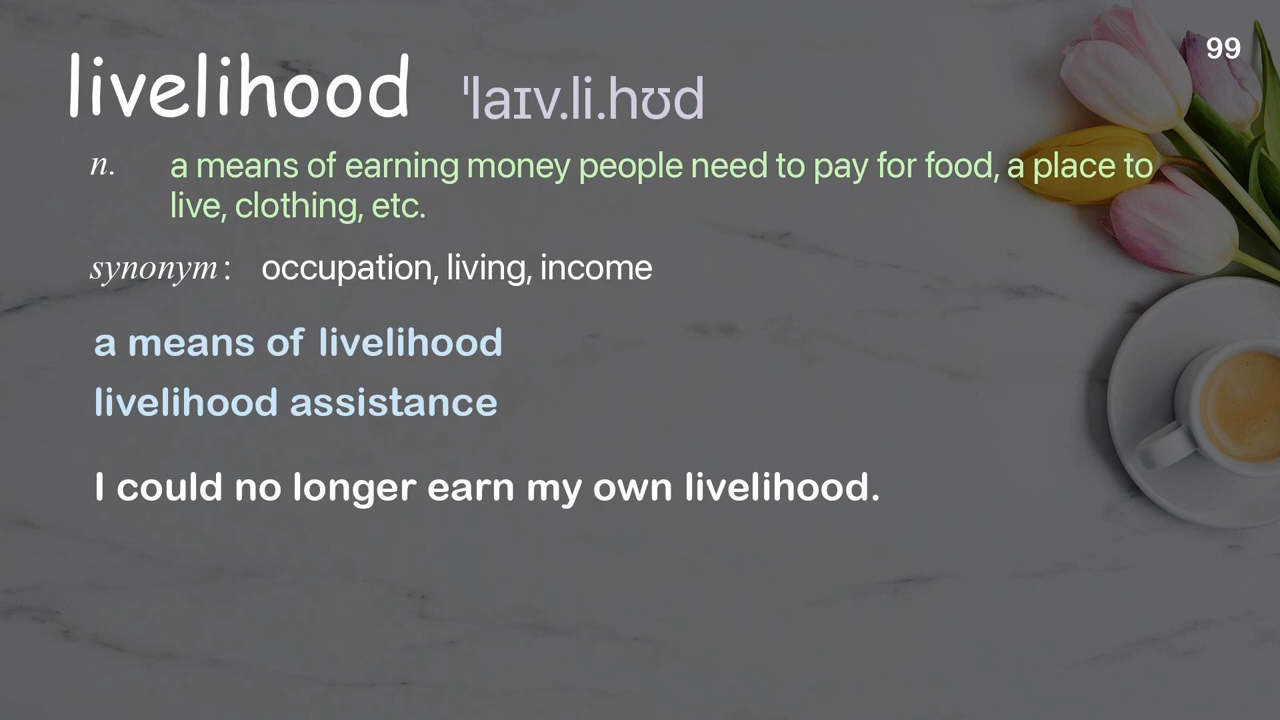 99
livelihood ˈlaɪv.li.hʊd
n. a means of earning money people need to pay for food, a place to
live, clothing, etc.
synonym: occupation, living, income
a means of livelihood
livelihood assistance
I could no longer earn my own livelihood.